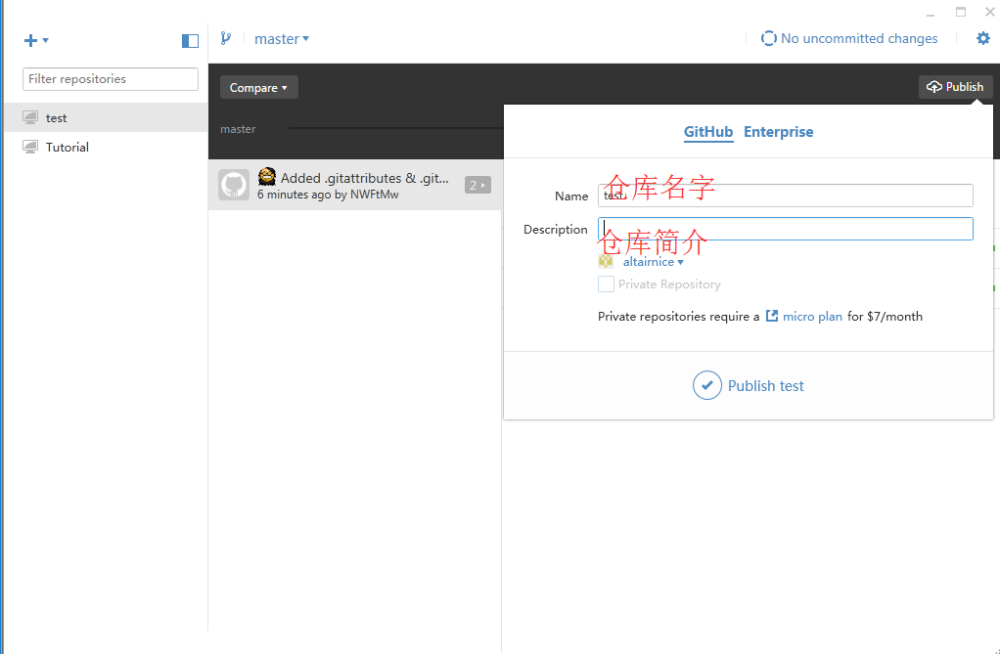 master
No uncommitted changes
Filter repositories
test
Tutorial
Compare
Publish
master
Added .gitattributes & .git...
6 minutes ago by NWFtMw
2
GitHub Enterprise
Name
test
仓库名字
Description
仓库简介
altairnice
Private Repository
Private repositories require a micro plan for $7/month
Publish test